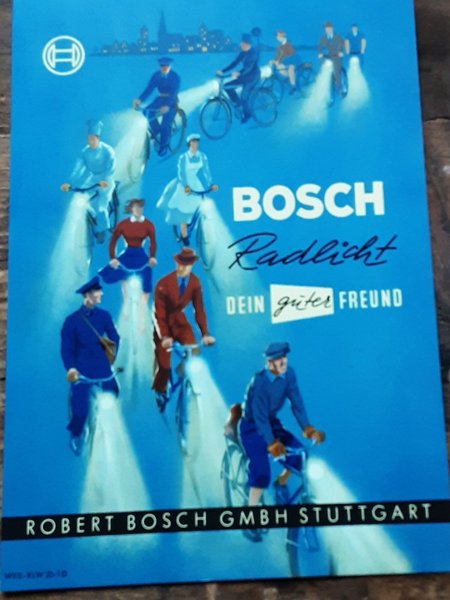 BOSCH
Radlicht
DEIN guter FREUND
ROBERT BOSCH GMBH STUTTGART